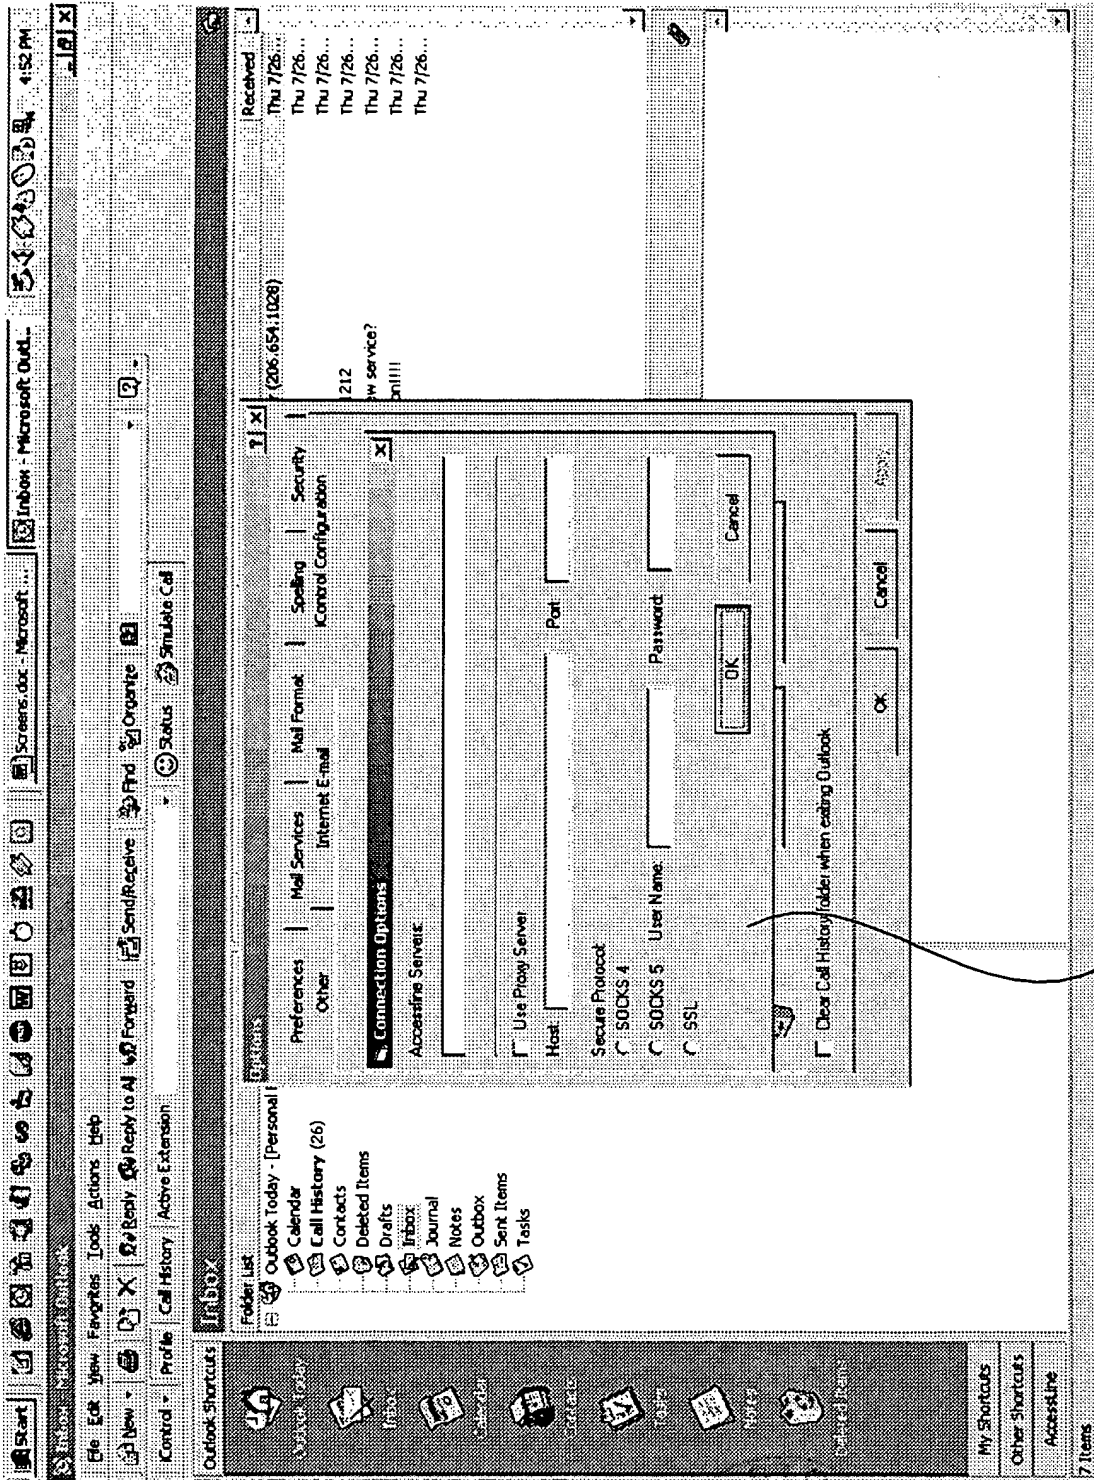 Start
Screens.doc - Microsoft ...
Inbox - Microsoft Outl...
4:52 PM
Inbox - Microsoft Outlook
File Edit View Favorites Tools Actions Help
New Reply Reply to All Forward Send/Receive Find Organize
iControl Profile Call History Active Extension Status Simulate Call
Outlook Shortcuts
Inbox
Outlook Today
Inbox
Calendar
Contacts
Tasks
Notes
Deleted Items
My Shortcuts
Other Shortcuts
Accessline
7 Items
Folder List
Outlook Today - [Personal F
Calendar
Call History (26)
Contacts
Deleted Items
Drafts
Inbox
Journal
Notes
Outbox
Sent Items
Tasks
Received
(206.654.1028) Thu 7/26...
Thu 7/26...
Thu 7/26...
1212 Thu 7/26...
w service? Thu 7/26...
on!!!! Thu 7/26...
Thu 7/26...
Options
Preferences Mail Services Mail Format Spelling Security
Other Internet E-mail iControl Configuration
Connection Options
Accessline Servers:
Use Proxy Server
Host: Port
Secure Protocol
SOCKS 4
SOCKS 5 User Name: Password:
SSL
OK Cancel
Clear Call History folder when exiting Outlook
OK Cancel Apply